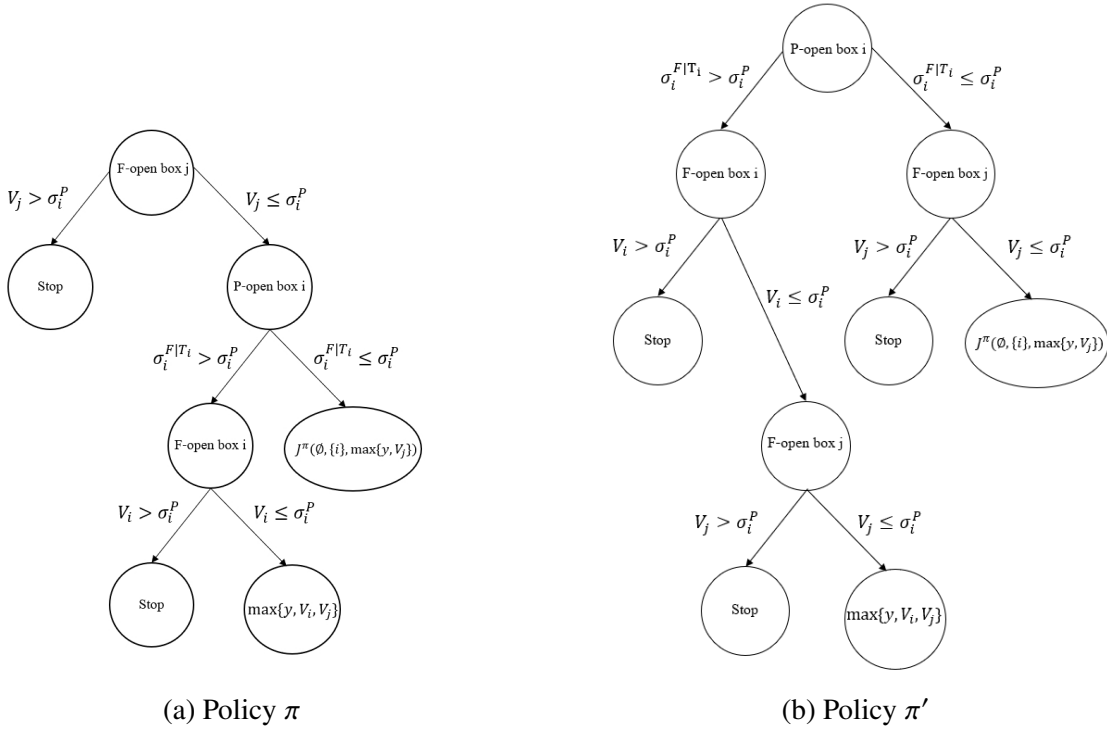 F-open box j
V_j > σ_i^P
V_j ≤ σ_i^P
Stop
P-open box i
σ_i^{F|T_i} > σ_i^P
σ_i^{F|T_i} ≤ σ_i^P
F-open box i
J^π(∅, {i}, max{y, V_j})
V_i > σ_i^P
V_i ≤ σ_i^P
Stop
max{y, V_i, V_j}
(a) Policy π
P-open box i
σ_i^{F|T_i} > σ_i^P
σ_i^{F|T_i} ≤ σ_i^P
F-open box i
F-open box j
V_i > σ_i^P
V_i ≤ σ_i^P
V_j > σ_i^P
V_j ≤ σ_i^P
Stop
Stop
J^π(∅, {i}, max{y, V_j})
F-open box j
V_j > σ_i^P
V_j ≤ σ_i^P
Stop
max{y, V_i, V_j}
(b) Policy π′